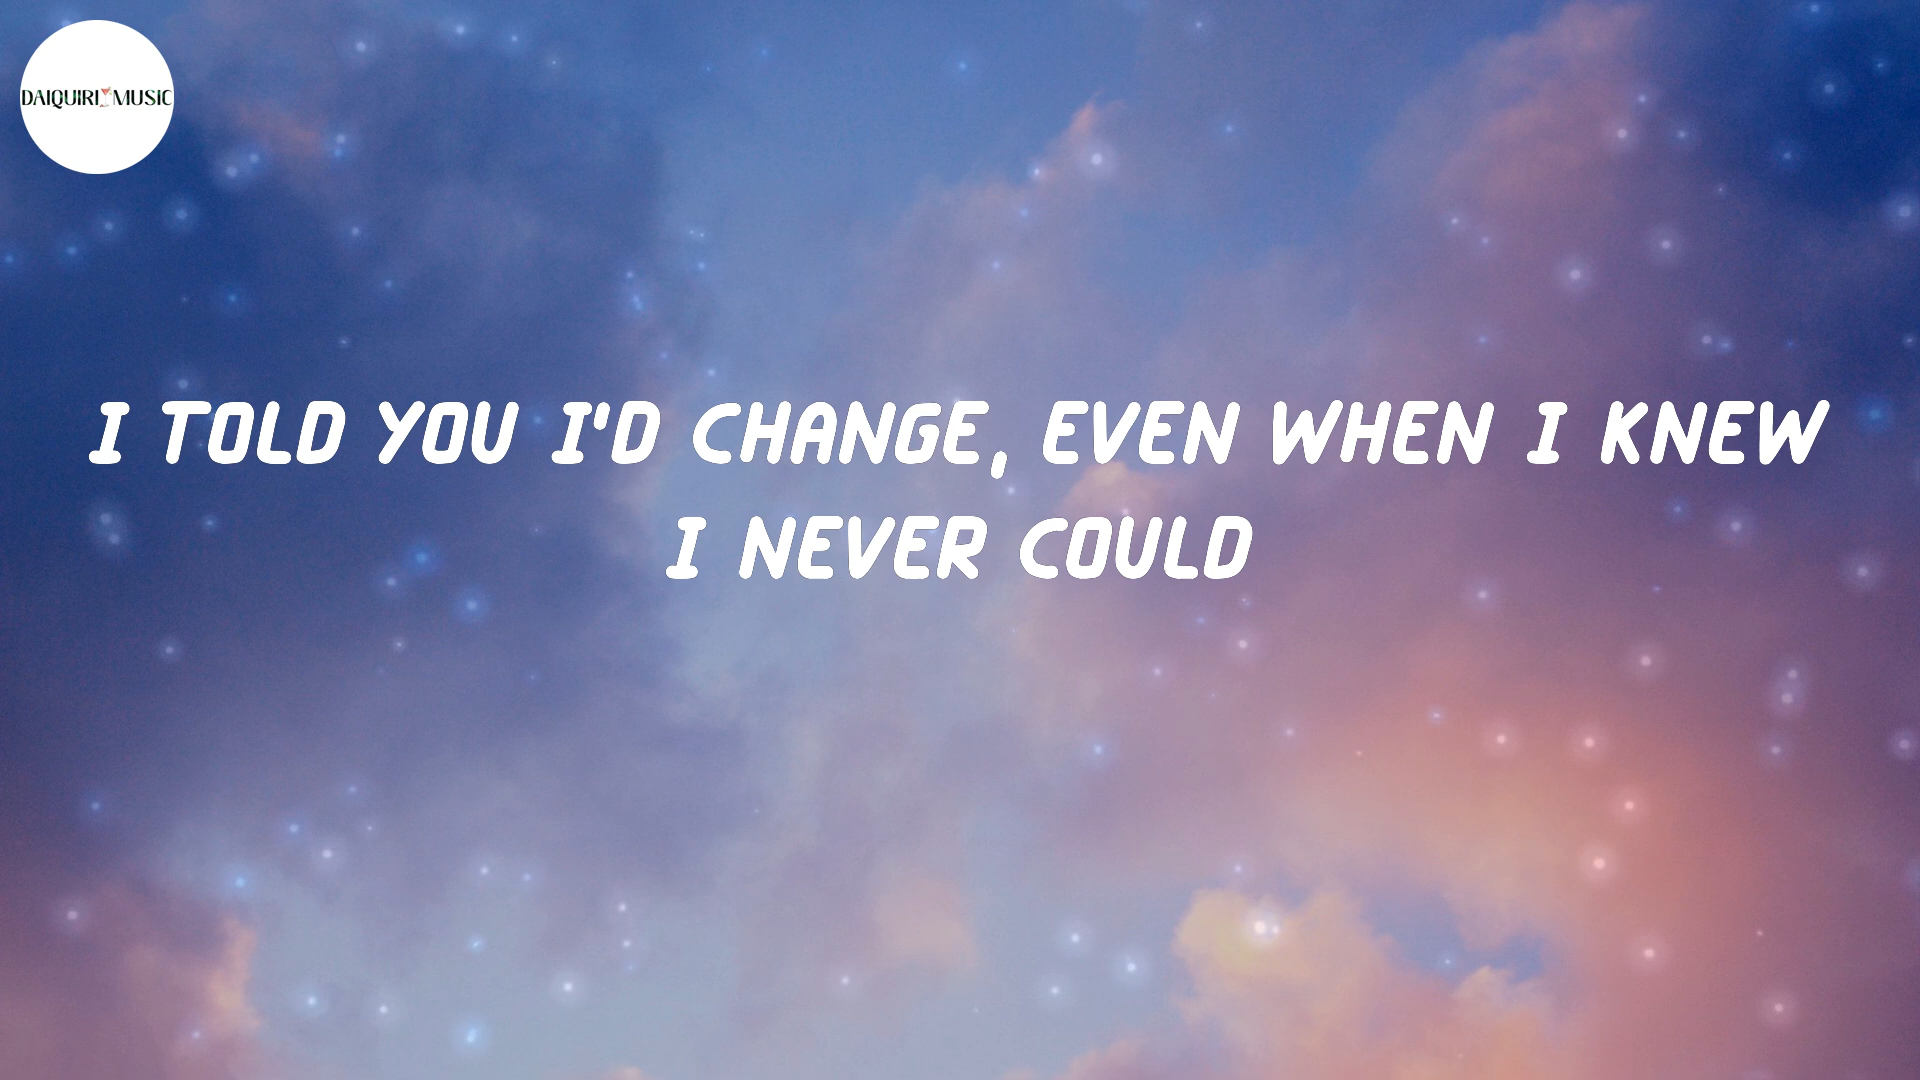 DAIQUIRI MUSIC
I TOLD YOU I'D CHANGE, EVEN WHEN I KNEW
I NEVER COULD